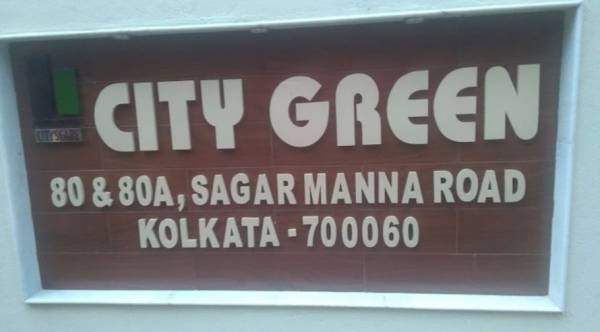 CITY GREEN
80 & 80A, SAGAR MANNA ROAD
KOLKATA - 700060